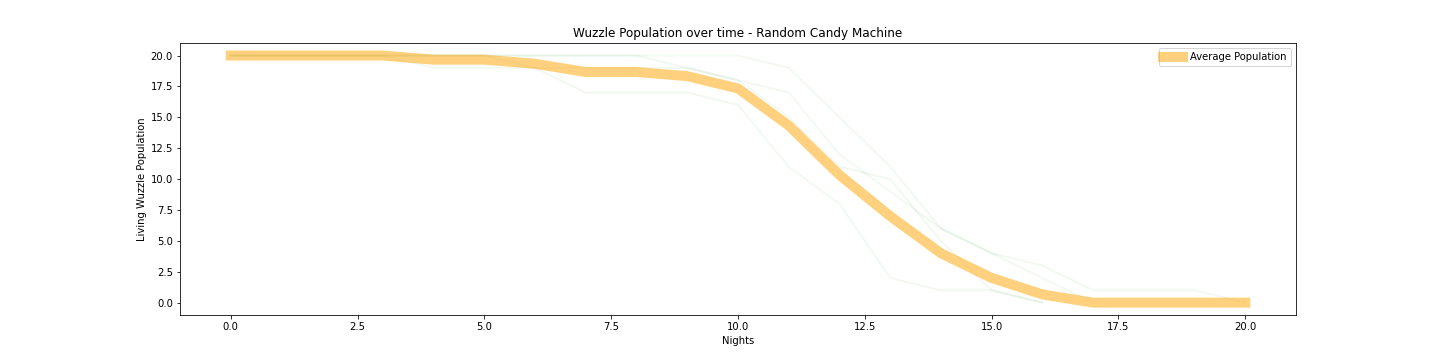 Wuzzle Population over time - Random Candy Machine
Average Population
Living Wuzzle Population
20.0
17.5
15.0
12.5
10.0
7.5
5.0
2.5
0.0
0.0 2.5 5.0 7.5 10.0 12.5 15.0 17.5 20.0
Nights